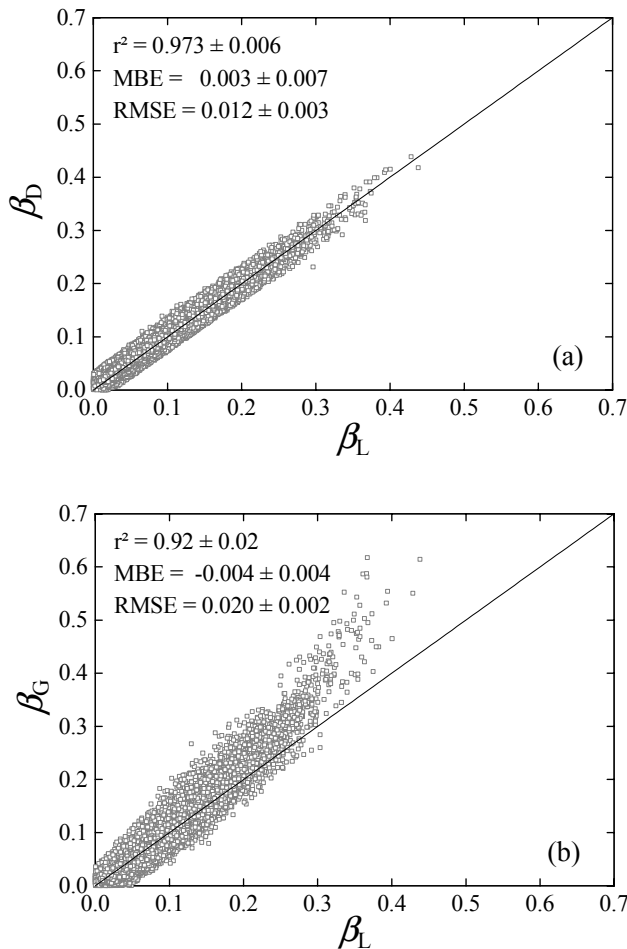 0.7
r² = 0.973 ± 0.006
0.6
MBE = 0.003 ± 0.007
RMSE = 0.012 ± 0.003
0.5
0.4
β_D
0.3
0.2
0.1
(a)
0.0
0.0 0.1 0.2 0.3 0.4 0.5 0.6 0.7
β_L
0.7
r² = 0.92 ± 0.02
0.6
MBE = -0.004 ± 0.004
RMSE = 0.020 ± 0.002
0.5
0.4
β_G
0.3
0.2
0.1
(b)
0.0
0.0 0.1 0.2 0.3 0.4 0.5 0.6 0.7
β_L